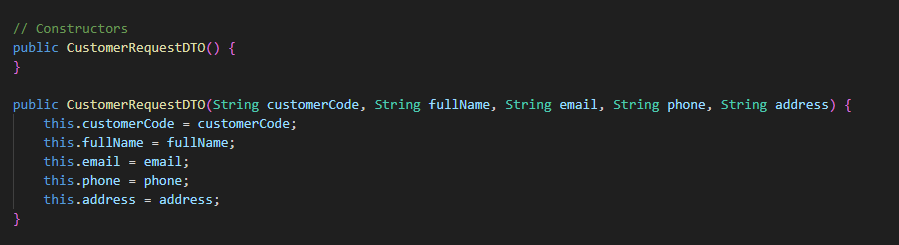 // Constructors
public CustomerRequestDTO() {
}
public CustomerRequestDTO(String customerCode, String fullName, String email, String phone, String address) {
    this.customerCode = customerCode;
    this.fullName = fullName;
    this.email = email;
    this.phone = phone;
    this.address = address;
}